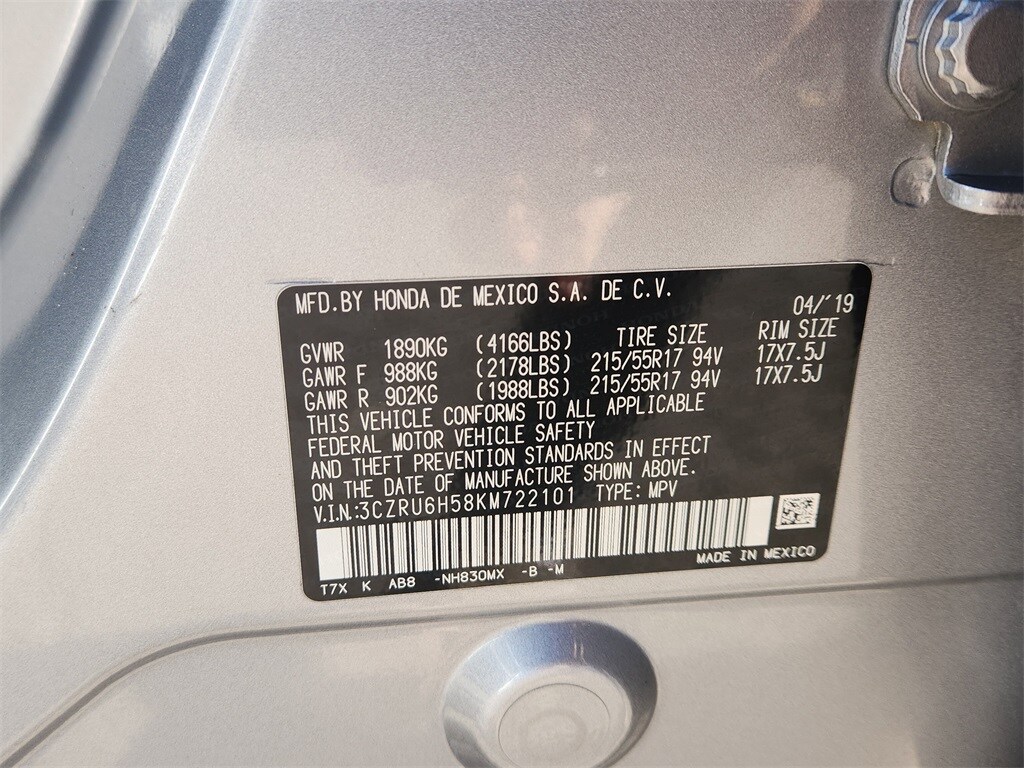 MFD.BY HONDA DE MEXICO S.A. DE C.V. 04/'19
GVWR 1890KG (4166LBS) TIRE SIZE RIM SIZE
GAWR F 988KG (2178LBS) 215/55R17 94V 17X7.5J
GAWR R 902KG (1988LBS) 215/55R17 94V 17X7.5J
THIS VEHICLE CONFORMS TO ALL APPLICABLE
FEDERAL MOTOR VEHICLE SAFETY
AND THEFT PREVENTION STANDARDS IN EFFECT
ON THE DATE OF MANUFACTURE SHOWN ABOVE.
V.I.N.:3CZRU6H58KM722101 TYPE: MPV
T7X K AB8 -NH830MX -B -M MADE IN MEXICO